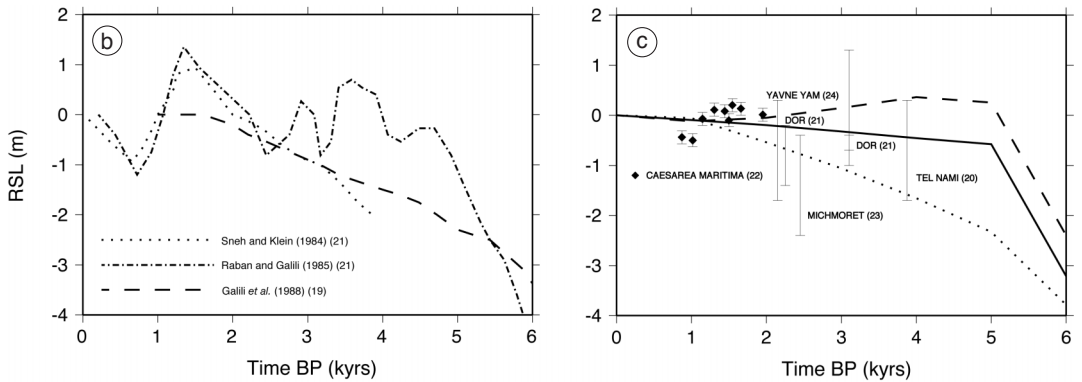 b
2
1
0
-1
-2
-3
-4
RSL (m)
Sneh and Klein (1984) (21)
Raban and Galili (1985) (21)
Galili et al. (1988) (19)
0 1 2 3 4 5 6
Time BP (kyrs)
c
2
1
0
-1
-2
-3
-4
YAVNE YAM (24)
DOR (21)
DOR (21)
CAESAREA MARITIMA (22)
TEL NAMI (20)
MICHMORET (23)
0 1 2 3 4 5 6
Time BP (kyrs)